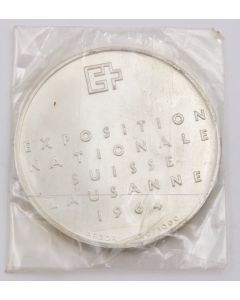 EXPOSITION
NATIONALE
SUISSE
LAUSANNE
1964